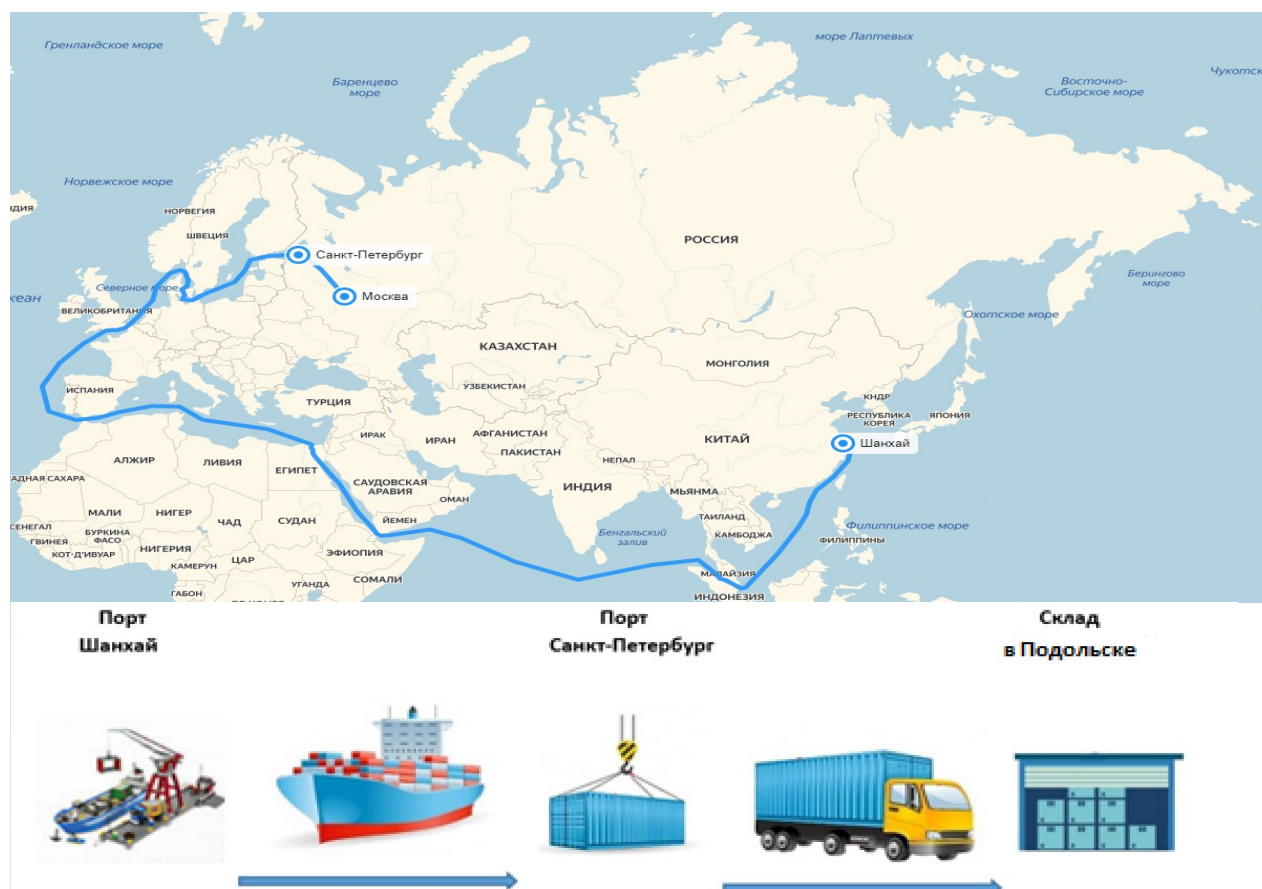 Гренландское море
море Лаптевых
Баренцево
море
Восточно-
Сибирское море
Чукотс
Норвежское море
НДИЯ
НОРВЕГИЯ
ШВЕЦИЯ
РОССИЯ
Санкт-Петербург
Берингово
море
Северное море
Москва
кеан
ВЕЛИКОБРИТАНИЯ
Охотское море
КАЗАХСТАН
МОНГОЛИЯ
ИСПАНИЯ
УЗБЕКИСТАН
ТУРЦИЯ
КНДР
РЕСПУБЛИКА
КОРЕЯ
ЯПОНИЯ
ИРАК
ИРАН
АФГАНИСТАН
ПАКИСТАН
КИТАЙ
Шанхай
АЛЖИР
ЛИВИЯ
ЕГИПЕТ
НЕПАЛ
АДНАЯ САХАРА
САУДОВСКАЯ
АРАВИЯ
ОМАН
ИНДИЯ
МЬЯНМА
МАЛИ
НИГЕР
ЧАД
СУДАН
ЙЕМЕН
ТАИЛАНД
СЕНЕГАЛ
БУРКИНА
ФАСО
Бенгальский
залив
КАМБОДЖА
Филиппинское море
ФИЛИППИНЫ
ГВИНЕЯ
КОТ-Д'ИВУАР
НИГЕРИЯ
ЦАР
ЭФИОПИЯ
КАМЕРУН
УГАНДА
СОМАЛИ
МАЛАЙЗИЯ
ГАБОН
ИНДОНЕЗИЯ
Порт
Шанхай
Порт
Санкт-Петербург
Склад
в Подольске